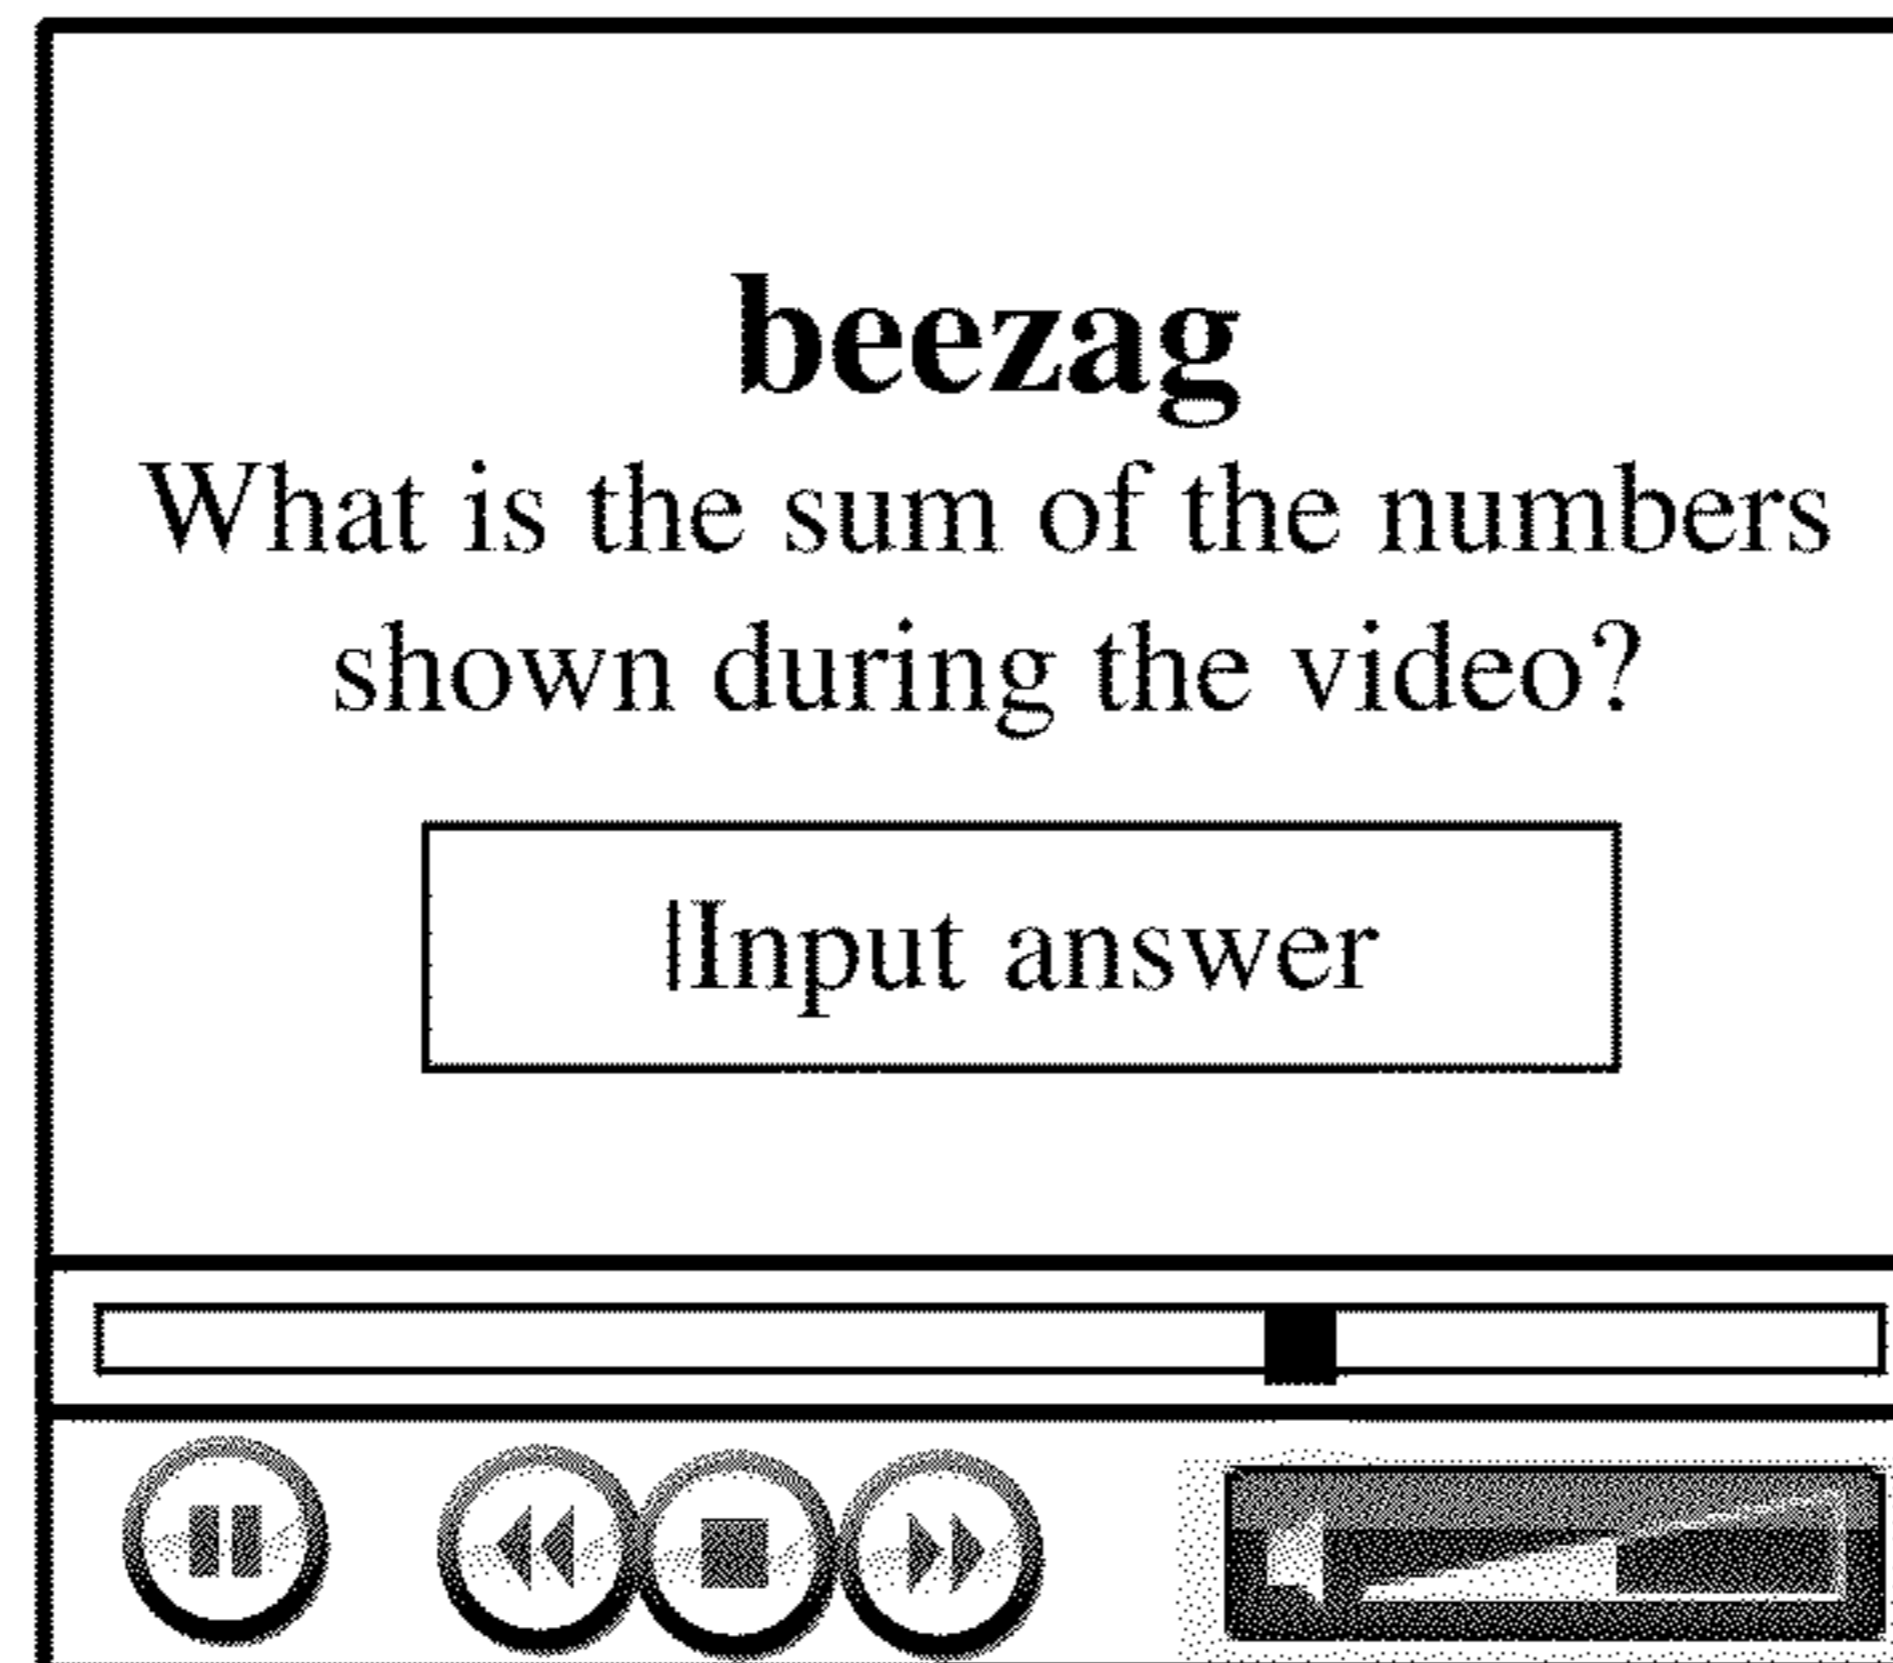 beezag
What is the sum of the numbers
shown during the video?
Input answer